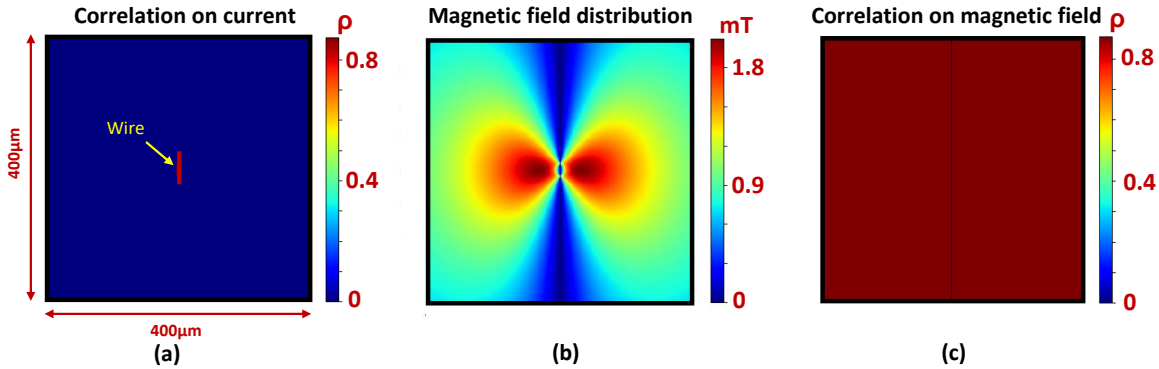 Correlation on current
ρ
0.8
0.4
0
Wire
400μm
400μm
(a)
Magnetic field distribution
mT
1.8
0.9
0
(b)
Correlation on magnetic field
ρ
0.8
0.4
0
(c)